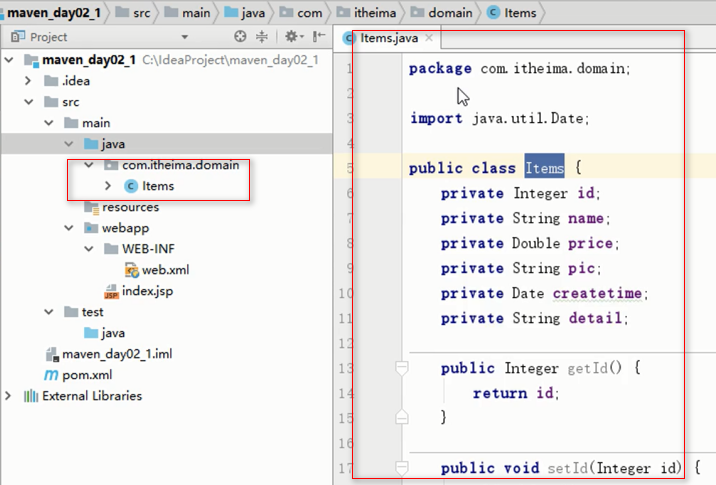 maven_day02_1 src main java com itheima domain Items
Project
Items.java
maven_day02_1 C:\IdeaProject\maven_day02_1
.idea
src
main
java
com.itheima.domain
Items
resources
webapp
WEB-INF
web.xml
index.jsp
test
java
maven_day02_1.iml
pom.xml
External Libraries
1 package com.itheima.domain;
2
3 import java.util.Date;
4
5 public class Items {
6 private Integer id;
7 private String name;
8 private Double price;
9 private String pic;
10 private Date createtime;
11 private String detail;
12
13 public Integer getId() {
14 return id;
15 }
16
17 public void setId(Integer id) {